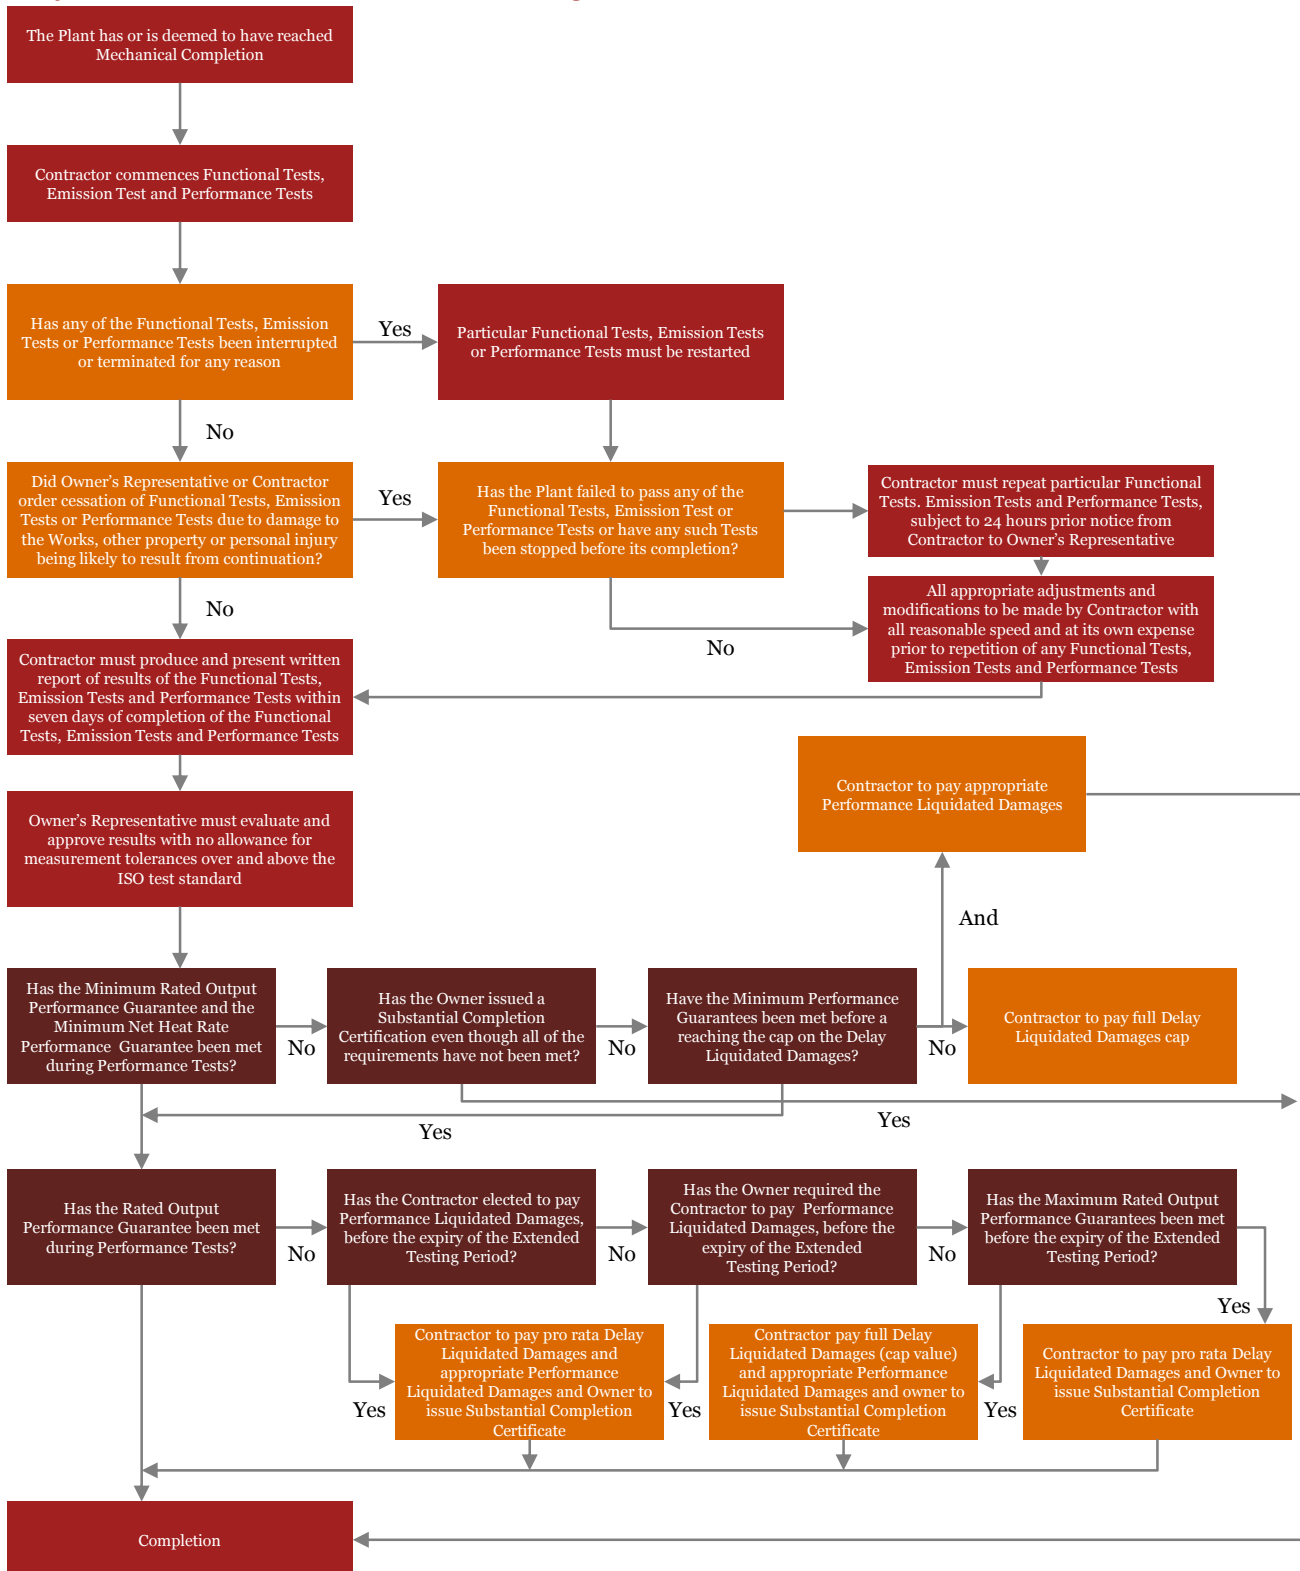 The Plant has or is deemed to have reached
Mechanical Completion
Contractor commences Functional Tests,
Emission Test and Performance Tests
Has any of the Functional Tests, Emission
Tests or Performance Tests been interrupted
or terminated for any reason
Yes
Particular Functional Tests, Emission Tests
or Performance Tests must be restarted
No
Did Owner's Representative or Contractor
order cessation of Functional Tests, Emission
Tests or Performance Tests due to damage to
the Works, other property or personal injury
being likely to result from continuation?
Yes
Has the Plant failed to pass any of the
Functional Tests, Emission Test or
Performance Tests or have any such Tests
been stopped before its completion?
Contractor must repeat particular Functional
Tests. Emission Tests and Performance Tests,
subject to 24 hours prior notice from
Contractor to Owner's Representative
No
No
All appropriate adjustments and
modifications to be made by Contractor with
all reasonable speed and at its own expense
prior to repetition of any Functional Tests,
Emission Tests and Performance Tests
Contractor must produce and present written
report of results of the Functional Tests,
Emission Tests and Performance Tests within
seven days of completion of the Functional
Tests, Emission Tests and Performance Tests
Contractor to pay appropriate
Performance Liquidated Damages
Owner's Representative must evaluate and
approve results with no allowance for
measurement tolerances over and above the
ISO test standard
And
Has the Minimum Rated Output
Performance Guarantee and the
Minimum Net Heat Rate
Performance  Guarantee been met
during Performance Tests?
No
Has the Owner issued a
Substantial Completion
Certification even though all of the
requirements have not been met?
No
Have the Minimum Performance
Guarantees been met before a
reaching the cap on the Delay
Liquidated Damages?
No
Contractor to pay full Delay
Liquidated Damages cap
Yes
Yes
Has the Rated Output
Performance Guarantee been met
during Performance Tests?
No
Has the Contractor elected to pay
Performance Liquidated Damages,
before the expiry of the Extended
Testing Period?
No
Has the Owner required the
Contractor to pay  Performance
Liquidated Damages, before the
expiry of the Extended
Testing Period?
No
Has the Maximum Rated Output
Performance Guarantees been met
before the expiry of the Extended
Testing Period?
Yes
Contractor to pay pro rata Delay
Liquidated Damages and
appropriate Performance
Liquidated Damages and Owner to
issue Substantial Completion
Certificate
Contractor pay full Delay
Liquidated Damages (cap value)
and appropriate Performance
Liquidated Damages and owner to
issue Substantial Completion
Certificate
Contractor to pay pro rata Delay
Liquidated Damages and Owner to
issue Substantial Completion
Certificate
Yes
Yes
Yes
Completion